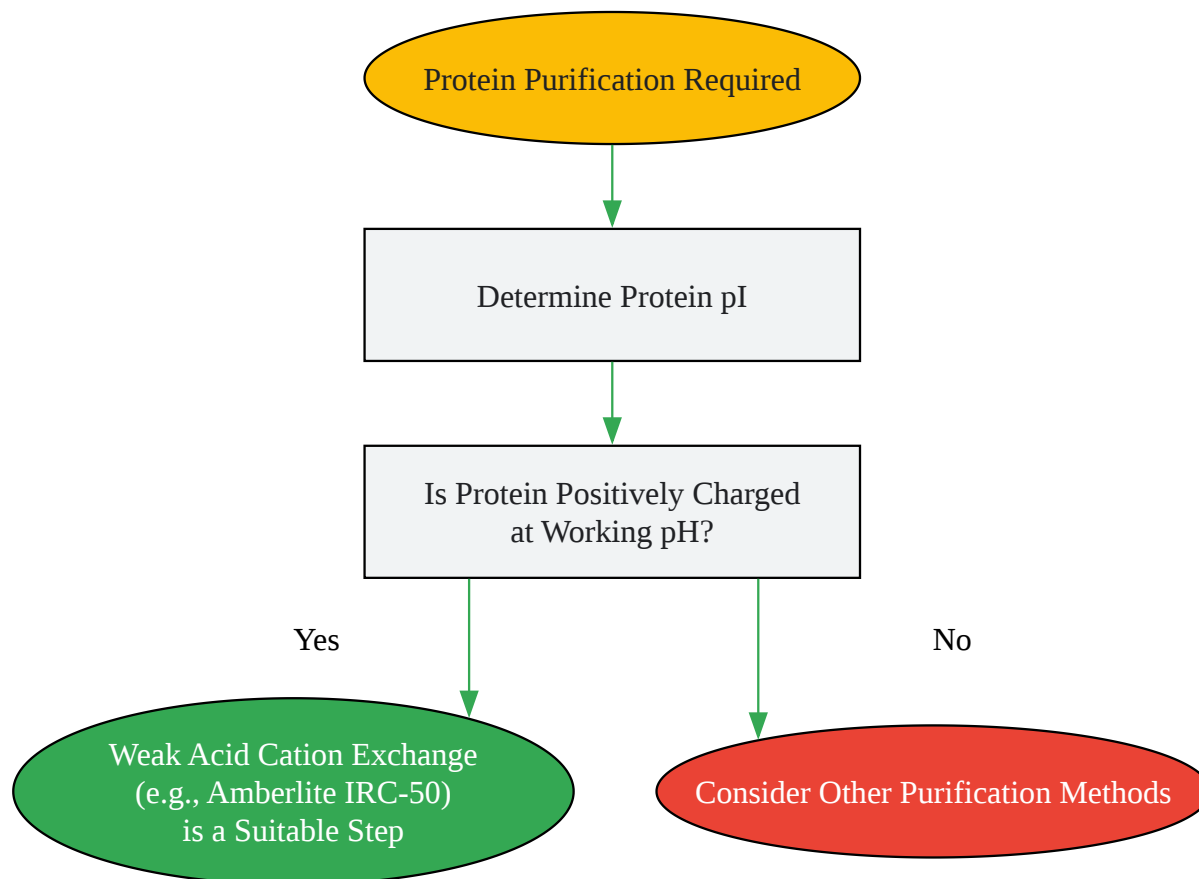 Protein Purification Required
Determine Protein pI
Is Protein Positively Charged
at Working pH?
Yes
No
Weak Acid Cation Exchange
(e.g., Amberlite IRC-50)
is a Suitable Step
Consider Other Purification Methods